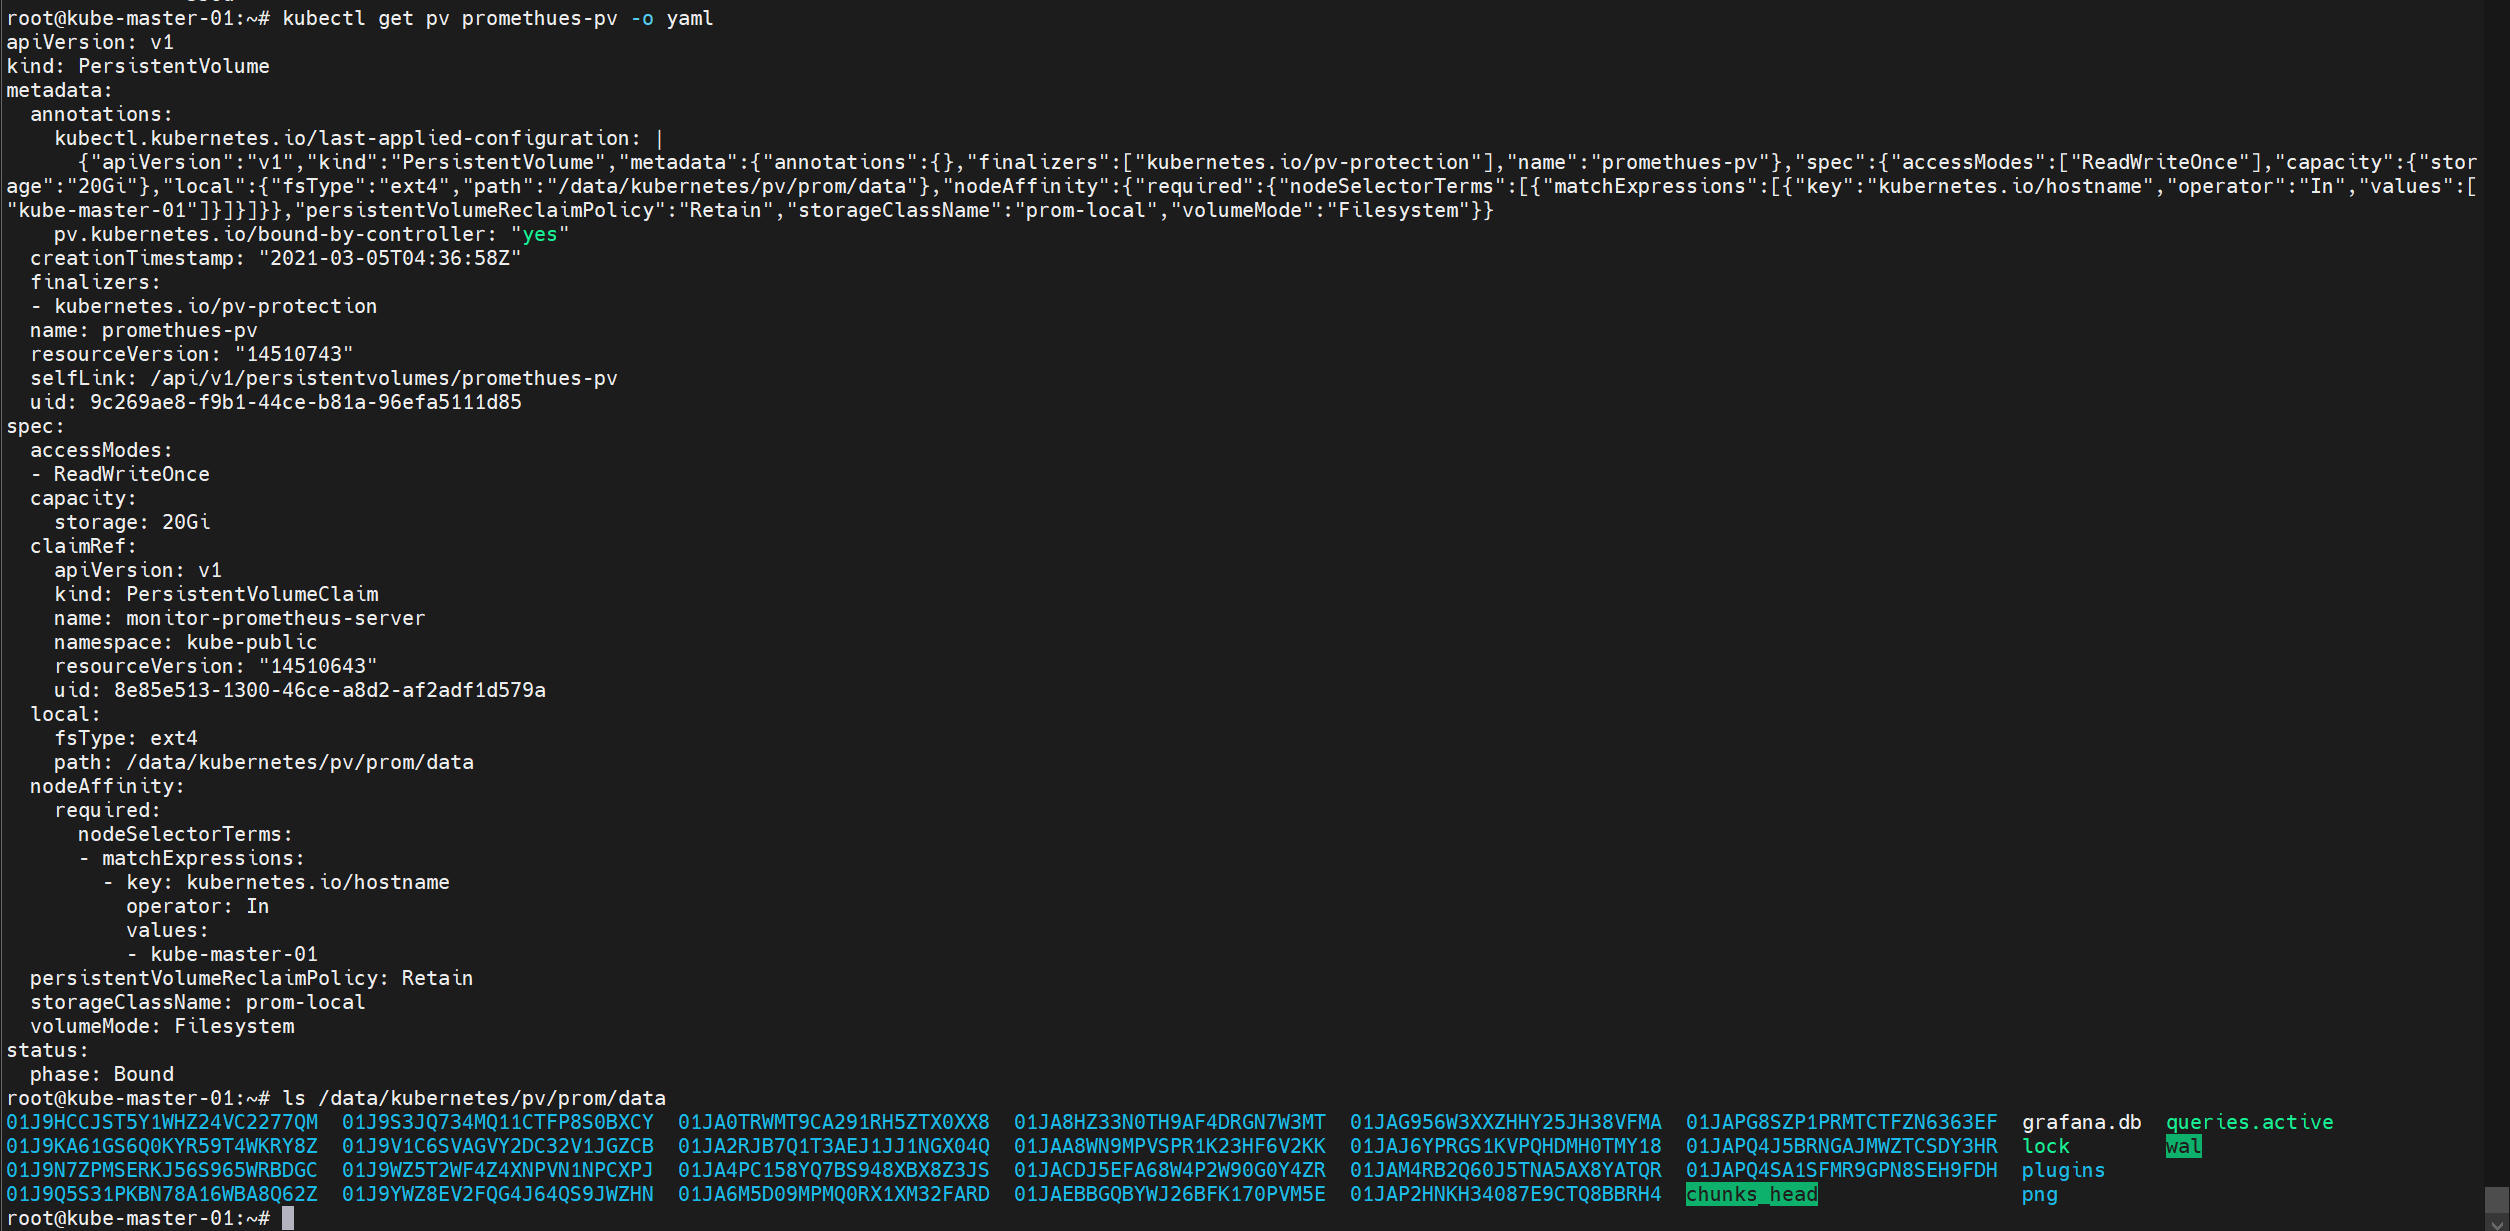 root@kube-master-01:~# kubectl get pv promethues-pv -o yaml
apiVersion: v1
kind: PersistentVolume
metadata:
  annotations:
    kubectl.kubernetes.io/last-applied-configuration: |
      {"apiVersion":"v1","kind":"PersistentVolume","metadata":{"annotations":{},"finalizers":["kubernetes.io/pv-protection"],"name":"promethues-pv"},"spec":{"accessModes":["ReadWriteOnce"],"capacity":{"stor
age":"20Gi"},"local":{"fsType":"ext4","path":"/data/kubernetes/pv/prom/data"},"nodeAffinity":{"required":{"nodeSelectorTerms":[{"matchExpressions":[{"key":"kubernetes.io/hostname","operator":"In","values":[
"kube-master-01"]}]}]}},"persistentVolumeReclaimPolicy":"Retain","storageClassName":"prom-local","volumeMode":"Filesystem"}}
    pv.kubernetes.io/bound-by-controller: "yes"
  creationTimestamp: "2021-03-05T04:36:58Z"
  finalizers:
  - kubernetes.io/pv-protection
  name: promethues-pv
  resourceVersion: "14510743"
  selfLink: /api/v1/persistentvolumes/promethues-pv
  uid: 9c269ae8-f9b1-44ce-b81a-96efa5111d85
spec:
  accessModes:
  - ReadWriteOnce
  capacity:
    storage: 20Gi
  claimRef:
    apiVersion: v1
    kind: PersistentVolumeClaim
    name: monitor-prometheus-server
    namespace: kube-public
    resourceVersion: "14510643"
    uid: 8e85e513-1300-46ce-a8d2-af2adf1d579a
  local:
    fsType: ext4
    path: /data/kubernetes/pv/prom/data
  nodeAffinity:
    required:
      nodeSelectorTerms:
      - matchExpressions:
        - key: kubernetes.io/hostname
          operator: In
          values:
          - kube-master-01
  persistentVolumeReclaimPolicy: Retain
  storageClassName: prom-local
  volumeMode: Filesystem
status:
  phase: Bound
root@kube-master-01:~# ls /data/kubernetes/pv/prom/data
01J9HCCJST5Y1WHZ24VC2277QM  01J9S3JQ734MQ11CTFP8S0BXCY  01JA0TRWMT9CA291RH5ZTX0XX8  01JA8HZ33N0TH9AF4DRGN7W3MT  01JAG956W3XXZHHY25JH38VFMA  01JAPG8SZP1PRMTCTFZN6363EF  grafana.db  queries.active
01J9KA61GS6Q0KYR59T4WKRY8Z  01J9V1C6SVAGVY2DC32V1JGZCB  01JA2RJB7Q1T3AEJ1JJ1NGX04Q  01JAA8WN9MPVSPR1K23HF6V2KK  01JAJ6YPRGS1KVPQHDMH0TMY18  01JAPQ4J5BRNGAJMWZTCSDY3HR  lock        wal
01J9N7ZPMSERKJ56S965WRBDGC  01J9WZ5T2WF4Z4XNPVN1NPCXPJ  01JA4PC158YQ7BS948XBX8Z3JS  01JACDJ5EFA68W4P2W90G0Y4ZR  01JAM4RB2Q60J5TNA5AX8YATQR  01JAPQ4SA1SFMR9GPN8SEH9FDH  plugins
01J9Q5S31PKBN78A16WBA8Q62Z  01J9YWZ8EV2FQG4J64QS9JWZHN  01JA6M5D09MPMQ0RX1XM32FARD  01JAEBBGQBYWJ26BFK170PVM5E  01JAP2HNKH34087E9CTQ8BBRH4  chunks_head                 png
root@kube-master-01:~#